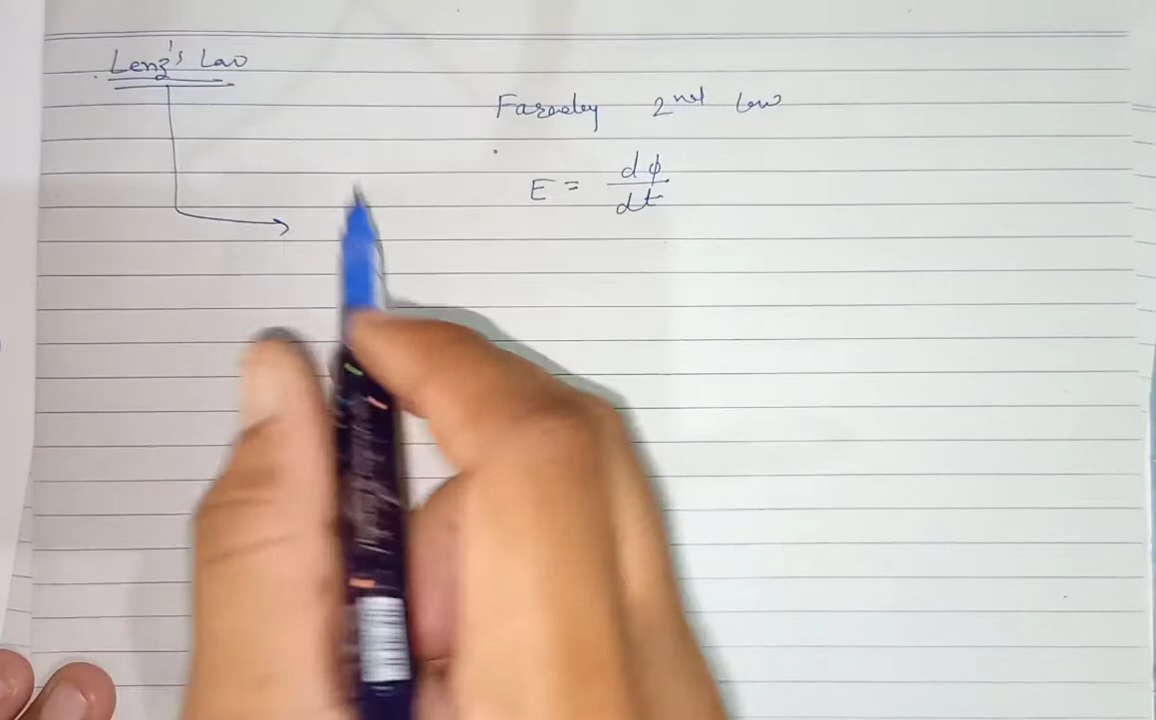 Lenz's Law
Faraday 2nd Law
E = dφ/dt